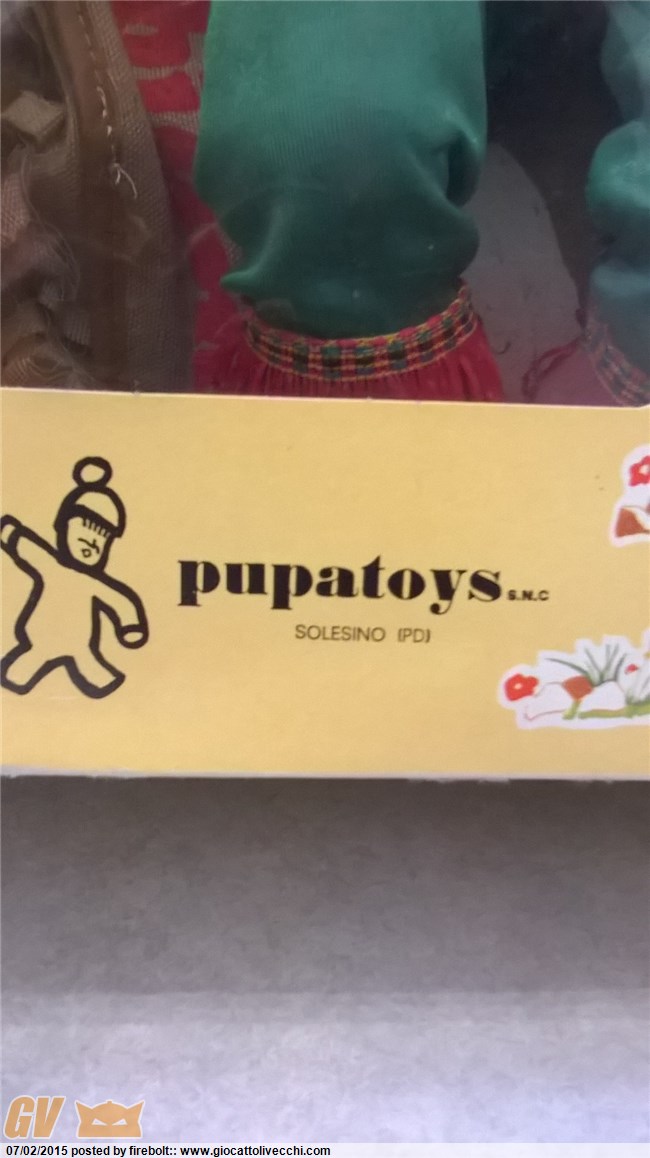 pupatoys S.N.C
SOLESINO (PD)
GV
07/02/2015 posted by firebolt:: www.giocattolivecchi.com